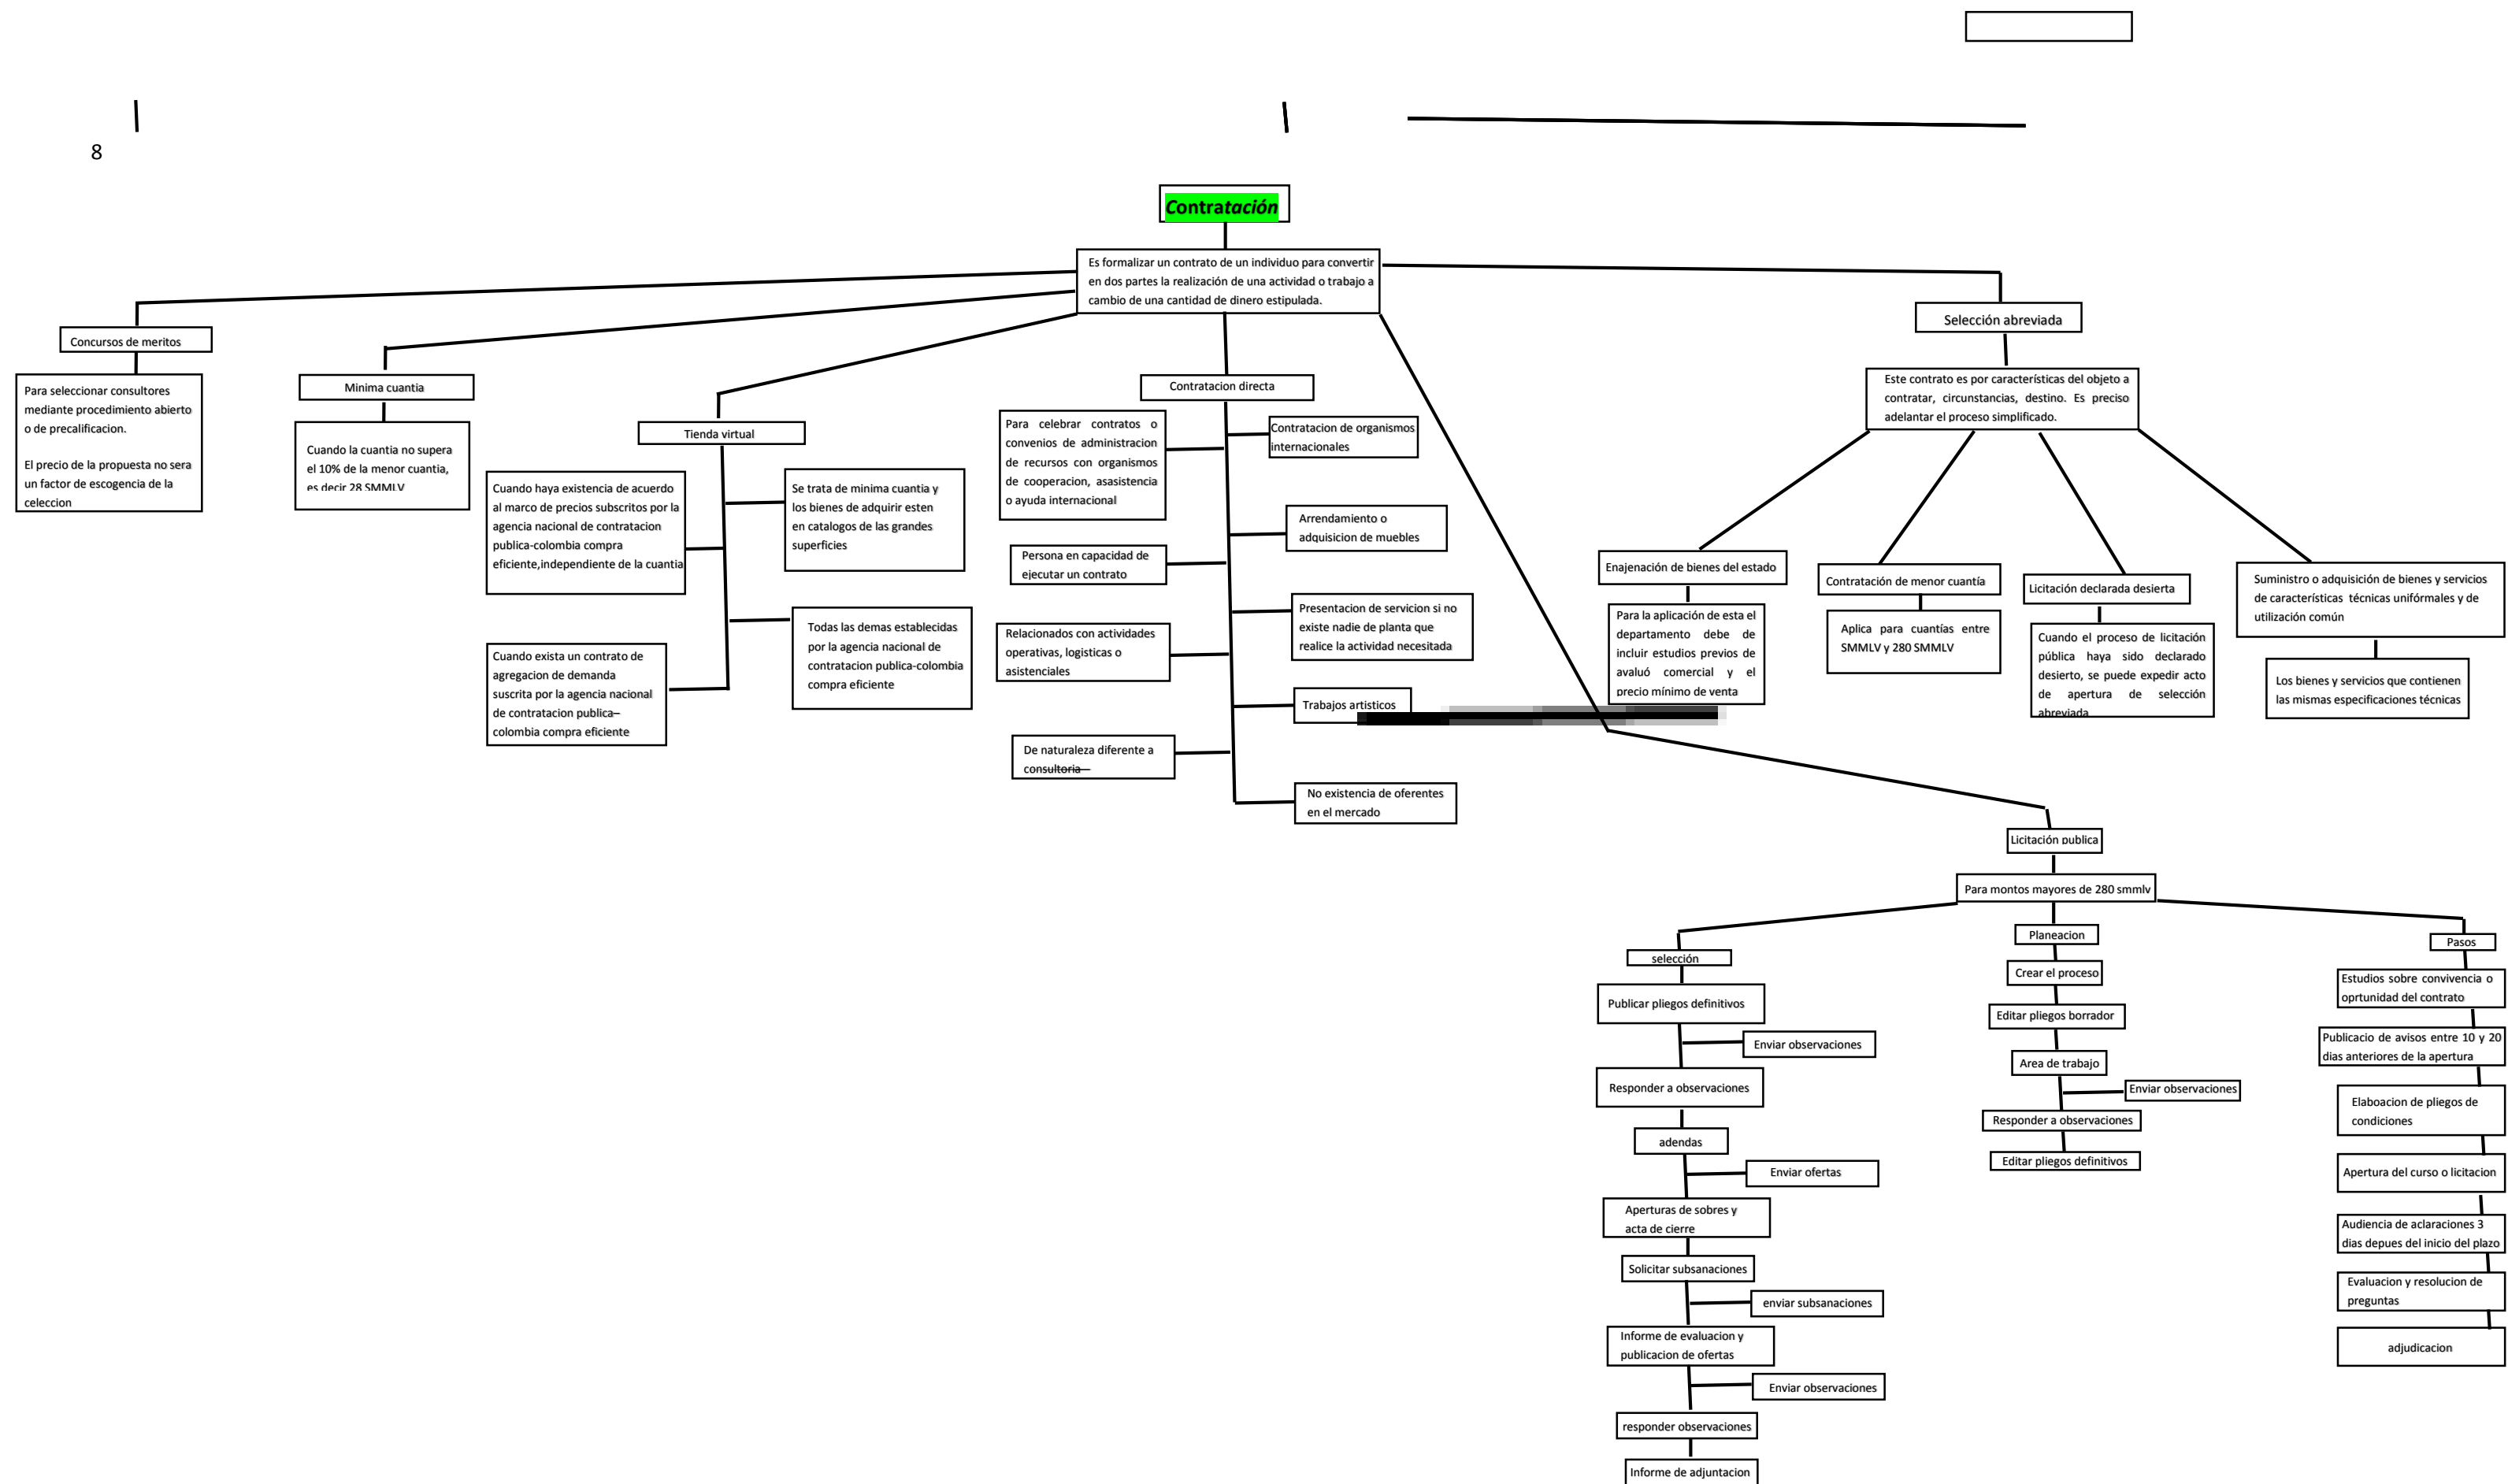 8
Contratación
Es formalizar un contrato de un individuo para convertir
en dos partes la realización de una actividad o trabajo a
cambio de una cantidad de dinero estipulada.
Concursos de meritos
Para seleccionar consultores
mediante procedimiento abierto
o de precalificacion.
El precio de la propuesta no sera
un factor de escogencia de la
celeccion
Minima cuantia
Cuando la cuantia no supera
el 10% de la menor cuantia,
es decir 28 SMMLV
Tienda virtual
Cuando haya existencia de acuerdo
al marco de precios subscritos por la
agencia nacional de contratacion
publica-colombia compra
eficiente,independiente de la cuantia
Se trata de minima cuantia y
los bienes de adquirir esten
en catalogos de las grandes
superficies
Cuando exista un contrato de
agregacion de demanda
suscrita por la agencia nacional
de contratacion publica–
colombia compra eficiente
Todas las demas establecidas
por la agencia nacional de
contratacion publica-colombia
compra eficiente
Contratacion directa
Para celebrar contratos o
convenios de administracion
de recursos con organismos
de cooperacion, asasistencia
o ayuda internacional
Contratacion de organismos
internacionales
Arrendamiento o
adquisicion de muebles
Persona en capacidad de
ejecutar un contrato
Presentacion de servicion si no
existe nadie de planta que
realice la actividad necesitada
Relacionados con actividades
operativas, logisticas o
asistenciales
Trabajos artisticos
De naturaleza diferente a
consultoria—
No existencia de oferentes
en el mercado
Selección abreviada
Este contrato es por características del objeto a
contratar, circunstancias, destino. Es preciso
adelantar el proceso simplificado.
Enajenación de bienes del estado
Para la aplicación de esta el
departamento debe de
incluir estudios previos de
avaluó comercial y el
precio mínimo de venta
Contratación de menor cuantía
Aplica para cuantías entre
SMMLV y 280 SMMLV
Licitación declarada desierta
Cuando el proceso de licitación
pública haya sido declarado
desierto, se puede expedir acto
de apertura de selección
abreviada
Suministro o adquisición de bienes y servicios
de características técnicas unifórmales y de
utilización común
Los bienes y servicios que contienen
las mismas especificaciones técnicas
Licitación publica
Para montos mayores de 280 smmlv
selección
Publicar pliegos definitivos
Enviar observaciones
Responder a observaciones
adendas
Enviar ofertas
Aperturas de sobres y
acta de cierre
Solicitar subsanaciones
enviar subsanaciones
Informe de evaluacion y
publicacion de ofertas
Enviar observaciones
responder observaciones
Informe de adjuntacion
Planeacion
Crear el proceso
Editar pliegos borrador
Area de trabajo
Enviar observaciones
Responder a observaciones
Editar pliegos definitivos
Pasos
Estudios sobre convivencia o
oprtunidad del contrato
Publicacio de avisos entre 10 y 20
dias anteriores de la apertura
Elaboacion de pliegos de
condiciones
Apertura del curso o licitacion
Audiencia de aclaraciones 3
dias depues del inicio del plazo
Evaluacion y resolucion de
preguntas
adjudicacion